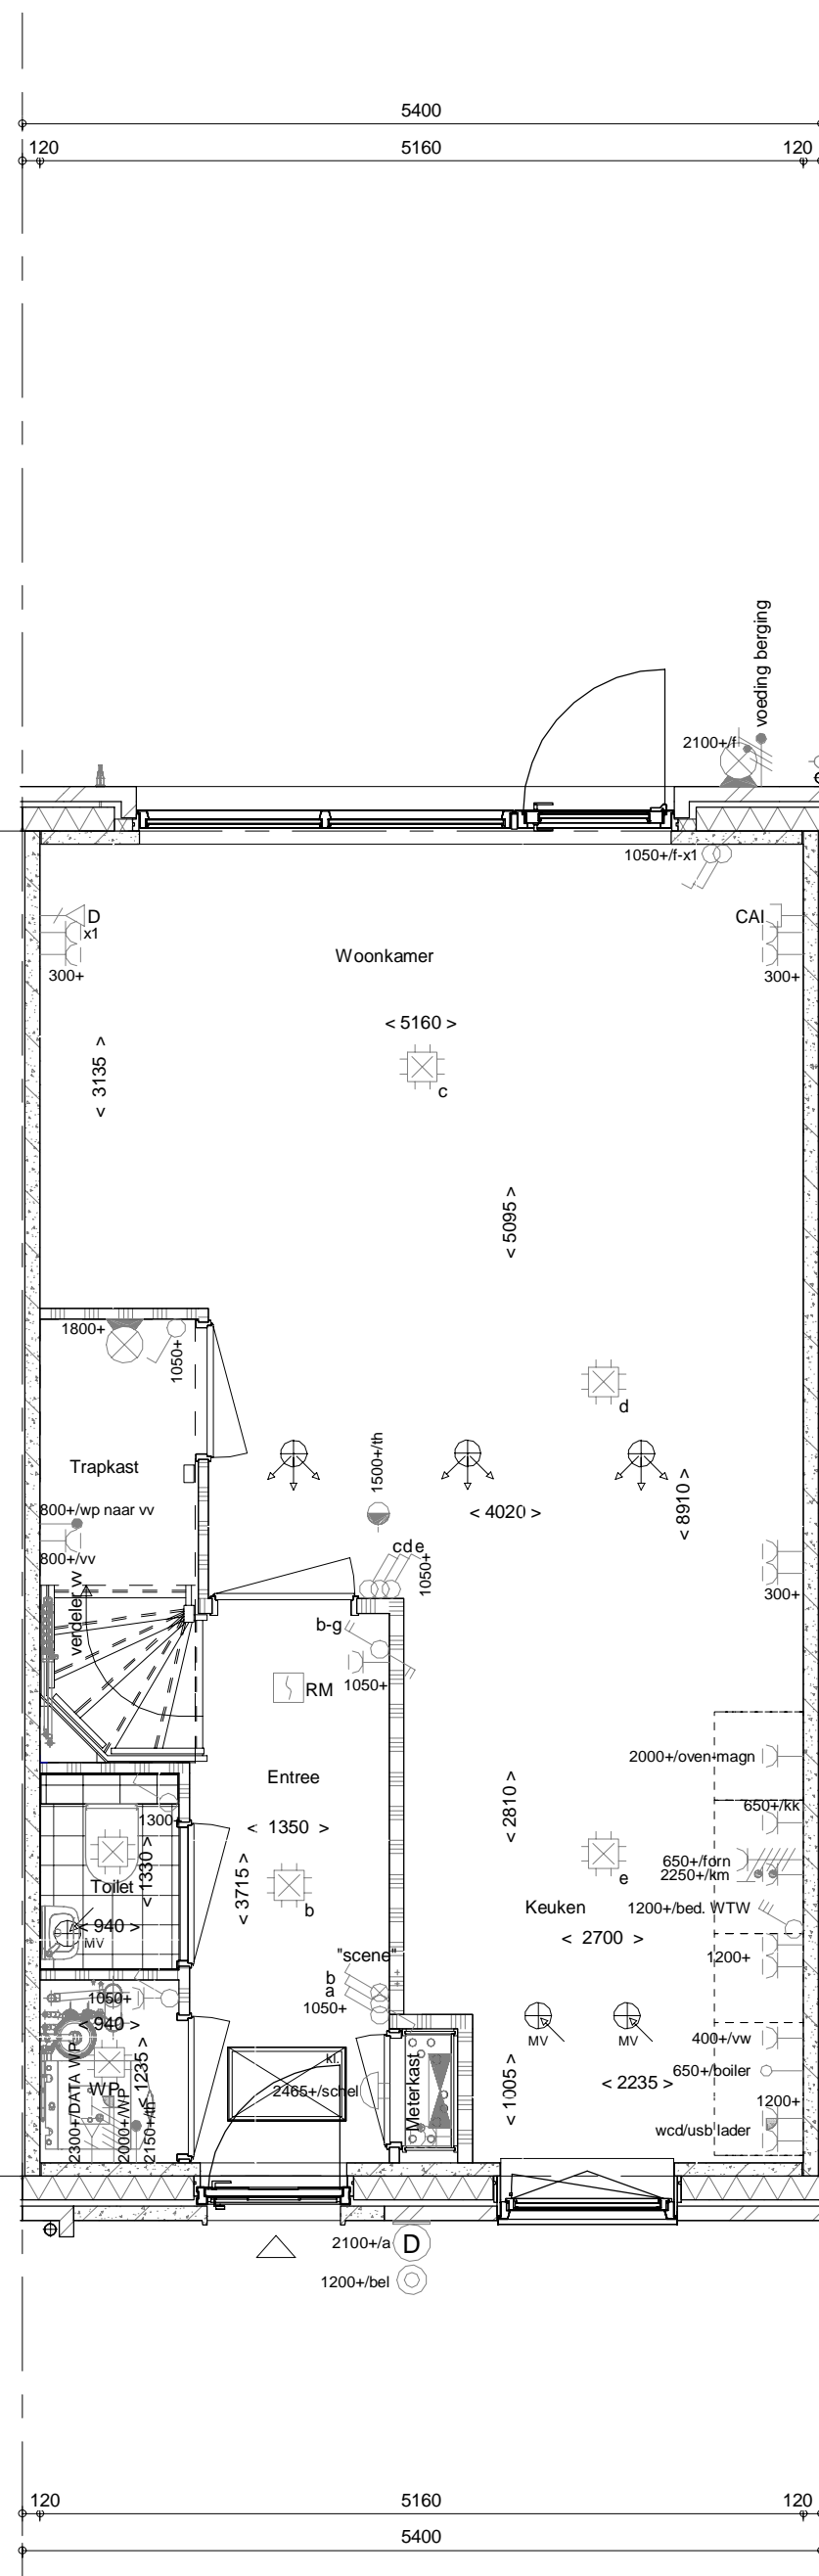 5400
120 5160 120
voeding berging
2100+/f
1050+/f-x1
D
x1
300+
CAI
300+
Woonkamer
< 5160 >
< 3135 >
c
< 5095 >
1800+
1050+
d
Trapkast
1500+/th
< 4020 >
< 8910 >
800+/wp naar vv
800+/vv
cde
1050+
300+
verdeler vv
b-g
1050+
RM
2000+/oven+magn
Entree
650+/kk
1300+
< 1350 >
< 2810 >
< 1330 >
650+/forn
2250+/km
Toilet
< 3715 >
b
e
Keuken
1200+/bed. WTW
< 940 >
MV
< 2700 >
"scene"
1200+
b
a
1050+
1050+
< 940 >
MV
MV
400+/vw
kl.
2465+/schel
Meterkast
650+/boiler
WP
< 1235 >
< 1005 >
< 2235 >
1200+
2300+/DATA WP
2000+/WP
2150+/th
wcd/usb lader
2100+/a
D
1200+/bel
120 5160 120
5400